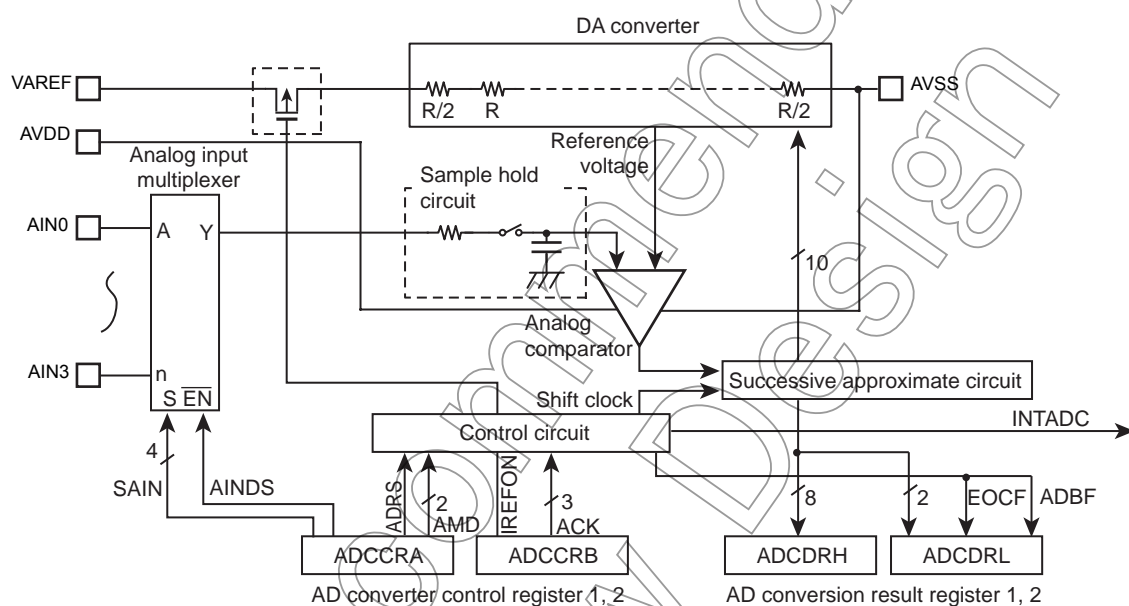 DA converter
VAREF
AVSS
R/2 R R/2
AVDD
Reference
voltage
Analog input
multiplexer
Sample hold
circuit
AIN0
A Y
10
Analog
comparator
AIN3
n
S EN
Successive approximate circuit
Shift clock
INTADC
Control circuit
4
SAIN
AINDS
ADRS
2
AMD
IREFON
3
ACK
8
2
EOCF
ADBF
ADCCRA
ADCCRB
ADCDRH
ADCDRL
AD converter control register 1, 2
AD conversion result register 1, 2